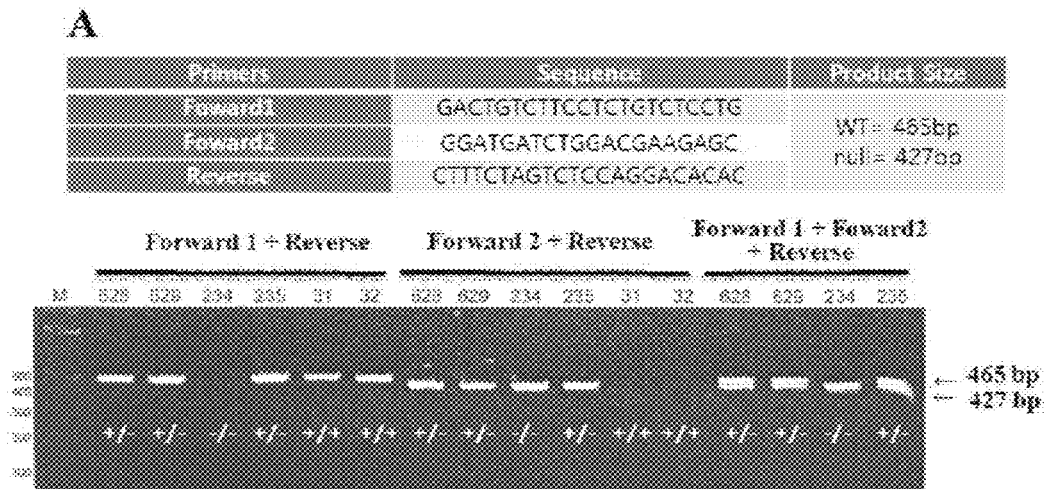 A
Primers Sequence Product Size
Foward1 GACTGTCTTCCTCTGTCTCCTG
Foward2 GGATGATCTGGACGAAGAGC
Reverse CTTTCTAGTCTCCAGGACACAC
WT= 465bp
null= 427bp
Forward 1 + Reverse Forward 2 + Reverse Forward 1 + Foward2
+ Reverse
M 628 629 234 235 31 32 628 629 234 235 31 32 628 629 234 235
← 465 bp
← 427 bp
+/- +/- -/- +/- +/+ +/+ +/- +/- -/ +/- +/+ +/+ +/- +/- -/- +/-